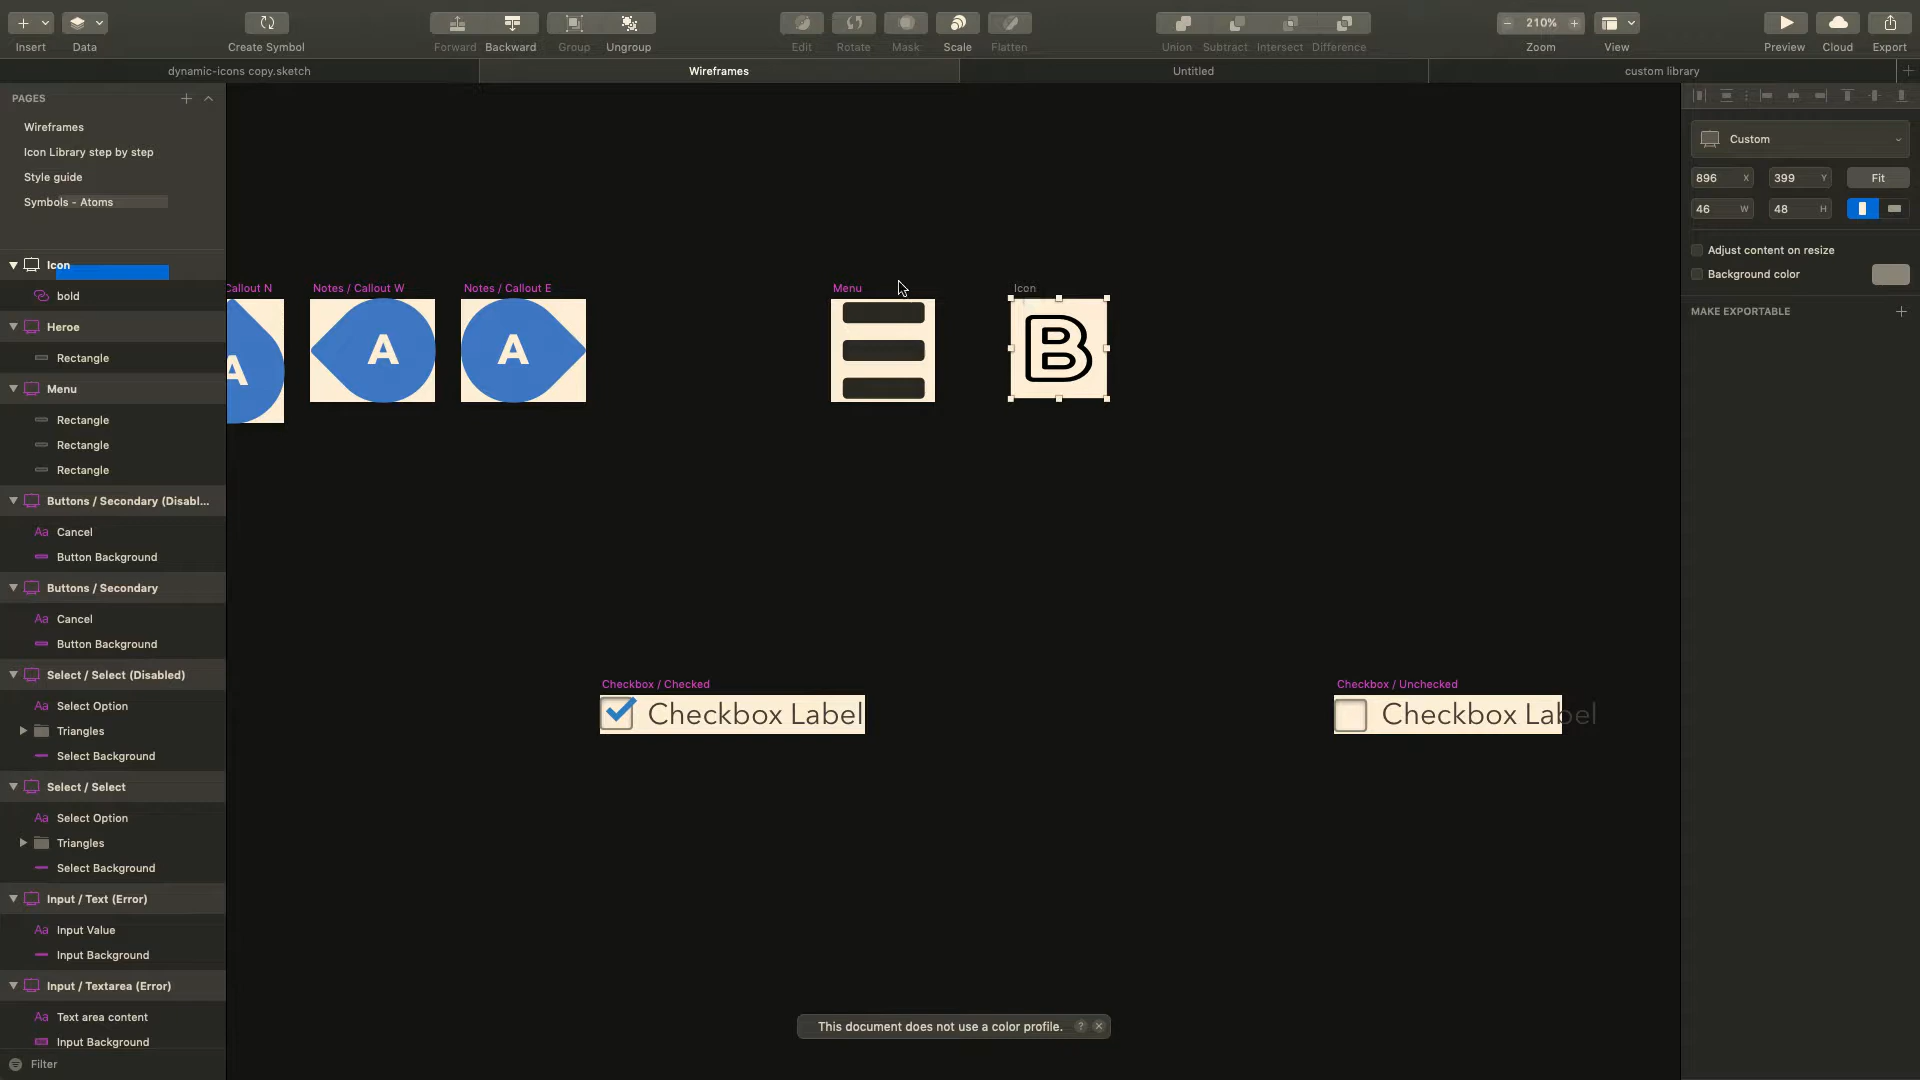 Insert
Data
Create Symbol
Forward
Backward
Group
Ungroup
Edit
Rotate
Mask
Scale
Flatten
Union
Subtract
Intersect
Difference
210%
Zoom
View
Preview
Cloud
Export
dynamic-icons copy.sketch
Wireframes
Untitled
custom library
PAGES
Wireframes
Icon Library step by step
Style guide
Symbols - Atoms
Icon
bold
Heroe
Rectangle
Menu
Rectangle
Rectangle
Rectangle
Buttons / Secondary (Disabl...
Aa Cancel
Button Background
Buttons / Secondary
Aa Cancel
Button Background
Select / Select (Disabled)
Aa Select Option
Triangles
Select Background
Select / Select
Aa Select Option
Triangles
Select Background
Input / Text (Error)
Aa Input Value
Input Background
Input / Textarea (Error)
Aa Text area content
Input Background
Filter
Callout N
A
Notes / Callout W
A
Notes / Callout E
A
Menu
Icon
B
Checkbox / Checked
Checkbox Label
Checkbox / Unchecked
Checkbox Label
This document does not use a color profile. ?
Custom
896 X
399 Y
Fit
46 W
48 H
Adjust content on resize
Background color
MAKE EXPORTABLE